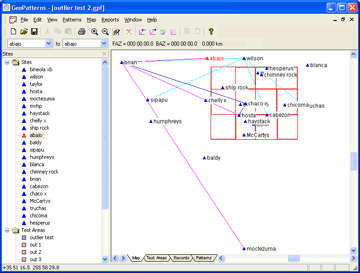 GeoPatterns - [outlier test 2.gpf]
File Edit View Patterns Map Reports Window Help
abajo to abajo FAZ = 000 00 00.0 BAZ = 000 00 00.0 0.000 km
Sites
Sites
bineola xb
wilson
taylor
hosta
moctezuma
mvhp
haystack
chelly x
ship rock
abajo
baldy
sipapu
humphreys
blanca
chimney rock
brian
cabezon
chaco x
McCartys
truchas
chicoma
hesperus
Test Areas
outlier test
out 1
out 2
out 3
brian
abajo
wilson
hesperus
chimney rock
blanca
ship rock
sipapu
chelly x
chaco x
chicoma
truchas
humphreys
hosta
cabezon
haystack
McCartys
baldy
moctezuma
Map Test Areas Records Patterns
+35 51 16.5 255 58 29.8